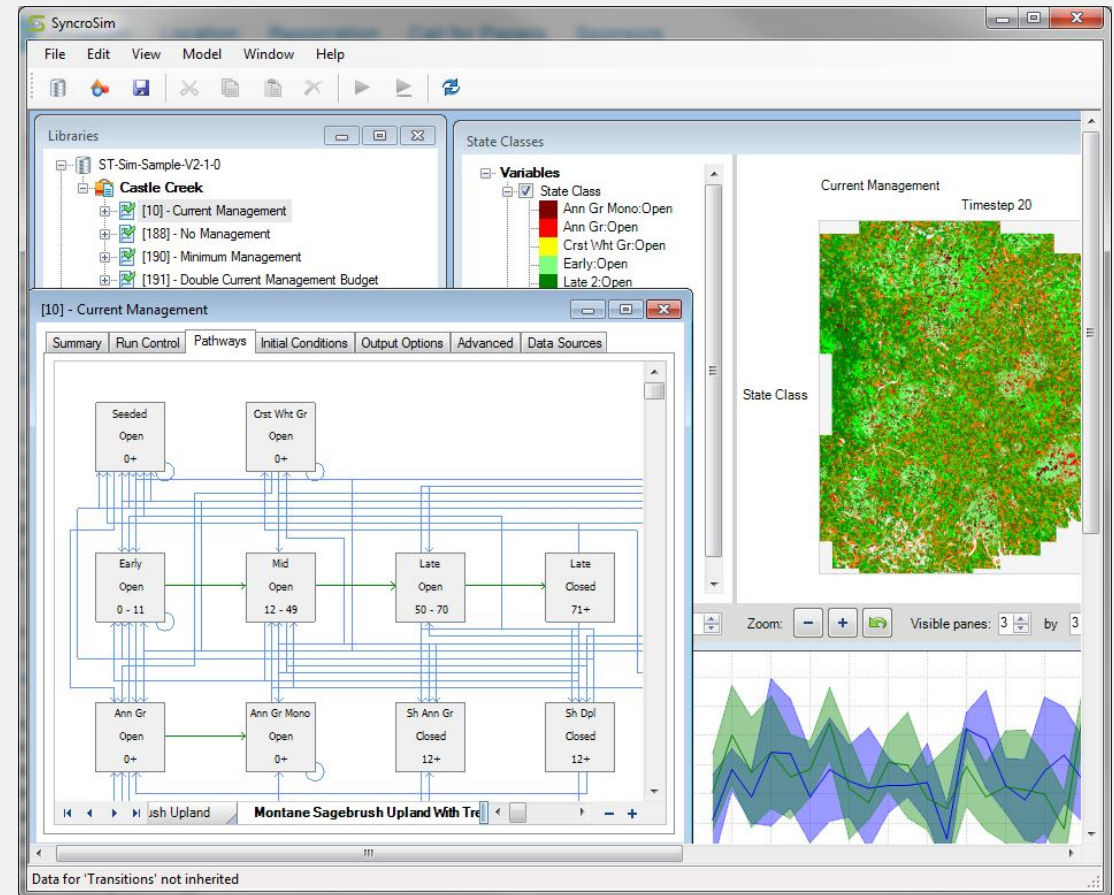 SyncroSim
File Edit View Model Window Help
Libraries
ST-Sim-Sample-V2-1-0
Castle Creek
[10] - Current Management
[188] - No Management
[190] - Minimum Management
[191] - Double Current Management Budget
State Classes
Variables
State Class
Ann Gr Mono:Open
Ann Gr:Open
Crst Wht Gr:Open
Early:Open
Late 2:Open
Current Management
Timestep 20
State Class
Zoom: - + Visible panes: 3 by 3
[10] - Current Management
Summary Run Control Pathways Initial Conditions Output Options Advanced Data Sources
Seeded
Open
0+
Crst Wht Gr
Open
0+
Early
Open
0 - 11
Mid
Open
12 - 49
Late
Open
50 - 70
Late
Closed
71+
Ann Gr
Open
0+
Ann Gr Mono
Open
0+
Sh Ann Gr
Closed
12+
Sh Dpl
Closed
12+
ush Upland Montane Sagebrush Upland With Tre
Data for 'Transitions' not inherited